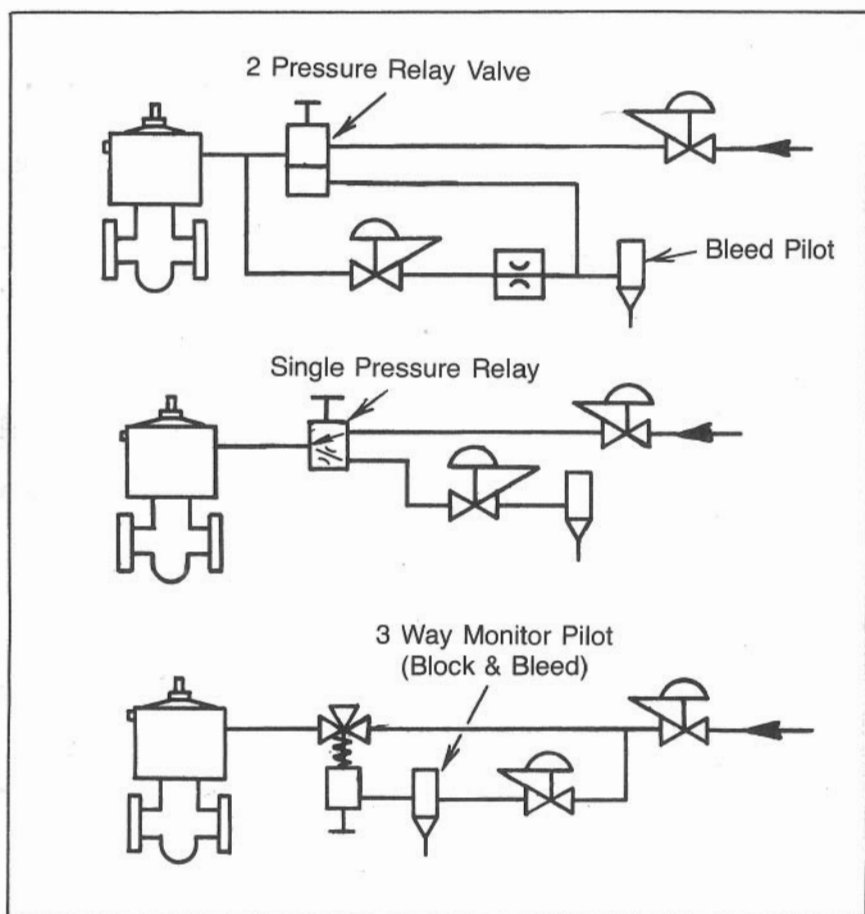 2 Pressure Relay Valve
Bleed Pilot
Single Pressure Relay
3 Way Monitor Pilot
(Block & Bleed)